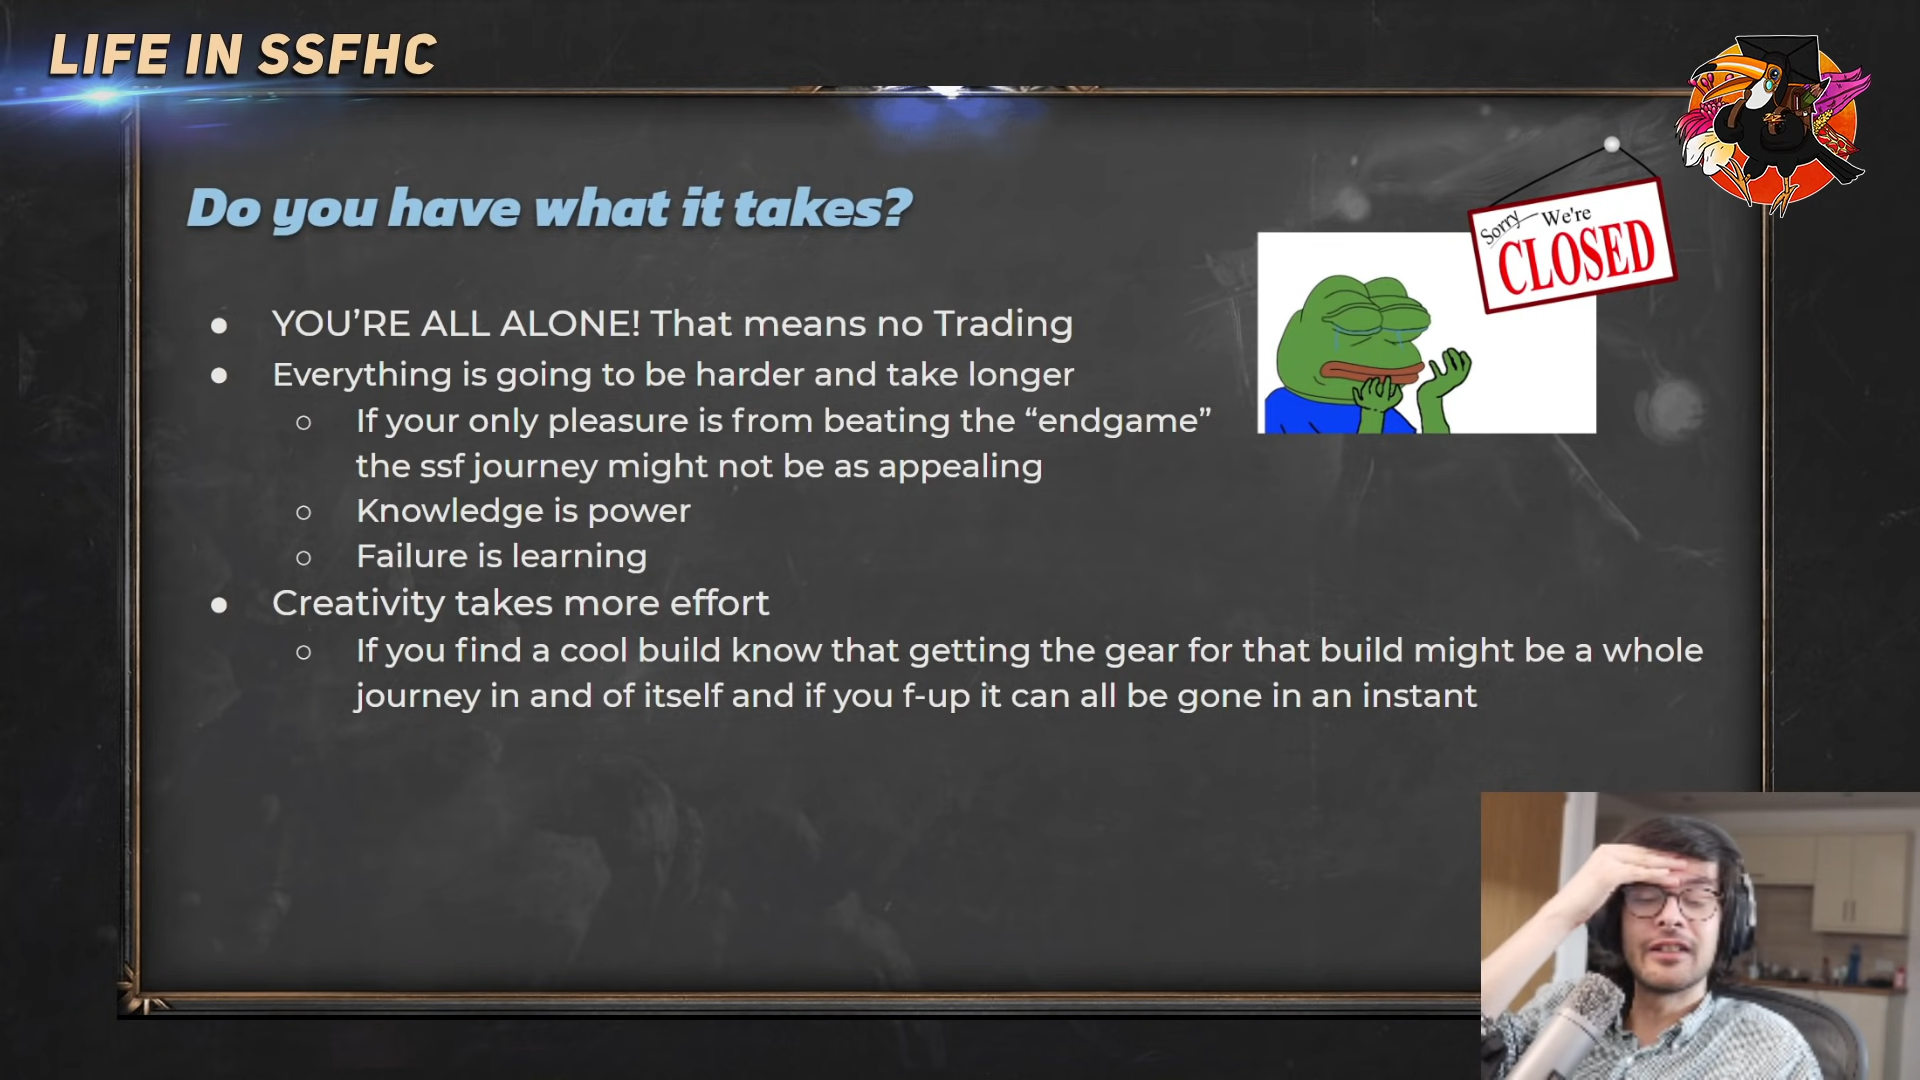 LIFE IN SSFHC
Do you have what it takes?
Sorry We're
CLOSED
● YOU’RE ALL ALONE! That means no Trading
● Everything is going to be harder and take longer
○ If your only pleasure is from beating the “endgame”
the ssf journey might not be as appealing
○ Knowledge is power
○ Failure is learning
● Creativity takes more effort
○ If you find a cool build know that getting the gear for that build might be a whole
journey in and of itself and if you f-up it can all be gone in an instant